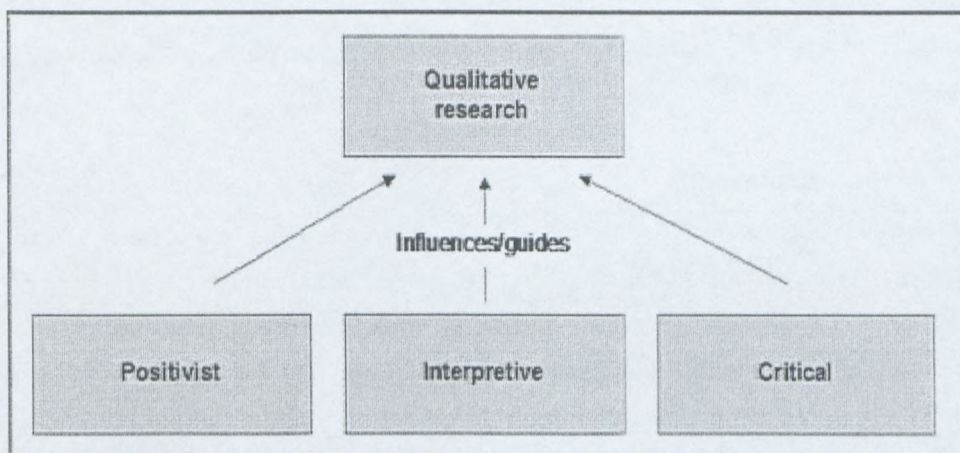 Qualitative
research
Influences/guides
Positivist
Interpretive
Critical